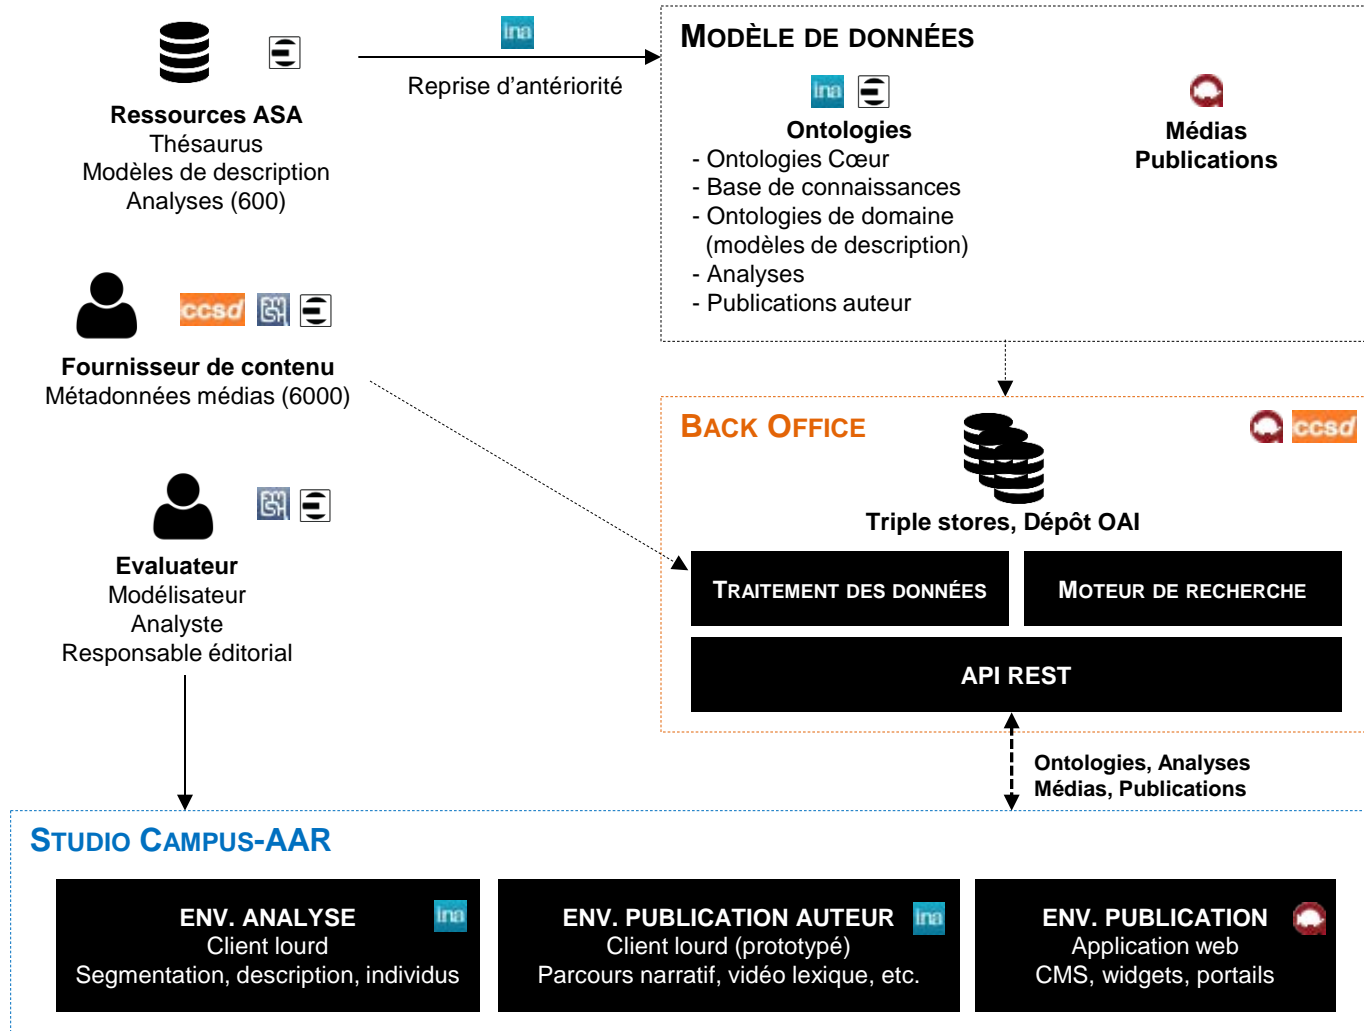 ina
Reprise d'antériorité
Ressources ASA
Thésaurus
Modèles de description
Analyses (600)
MODÈLE DE DONNÉES
ina
Ontologies
- Ontologies Cœur
- Base de connaissances
- Ontologies de domaine
(modèles de description)
- Analyses
- Publications auteur
Médias
Publications
ccsd
Fournisseur de contenu
Métadonnées médias (6000)
BACK OFFICE
ccsd
Triple stores, Dépôt OAI
TRAITEMENT DES DONNÉES
MOTEUR DE RECHERCHE
API REST
Evaluateur
Modélisateur
Analyste
Responsable éditorial
Ontologies, Analyses
Médias, Publications
STUDIO CAMPUS-AAR
ENV. ANALYSE
ina
Client lourd
Segmentation, description, individus
ENV. PUBLICATION AUTEUR
ina
Client lourd (prototypé)
Parcours narratif, vidéo lexique, etc.
ENV. PUBLICATION
Application web
CMS, widgets, portails